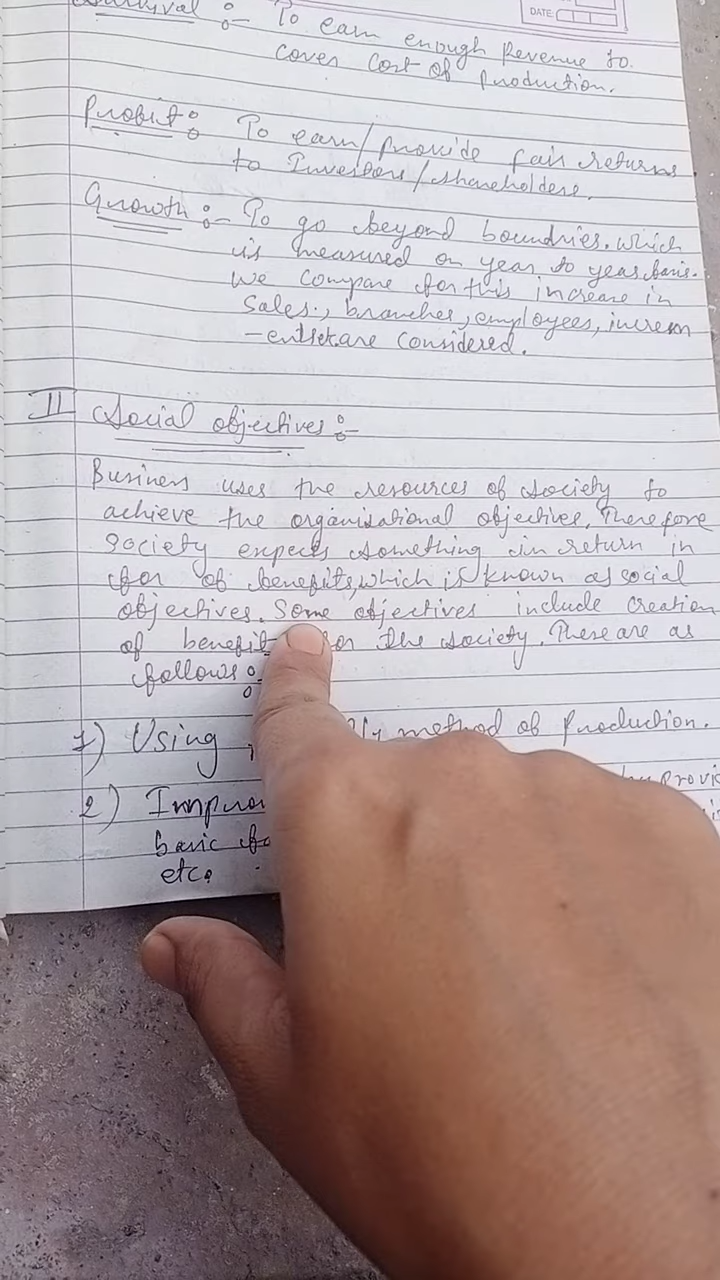 DATE:
Survival :- To earn enough Revenue to
cover Cost of Production.
Profit : To earn/provide fair returns
to Investors/shareholders.
Growth :- To go beyond boundries. which
is measured on year to year basis.
We compare for this increase in
Sales., branches, employees, increm
-entset.are considered.
II Social objectives :-
Business uses the resources of society to
achieve the organisational objectives, Therefore
society expects something in return in
for of benefits, which is known as social
objectives. Some objectives include creation
of benefit for the society. These are as
follows :
1) Using method of Production.
2) provi
basic
etc.